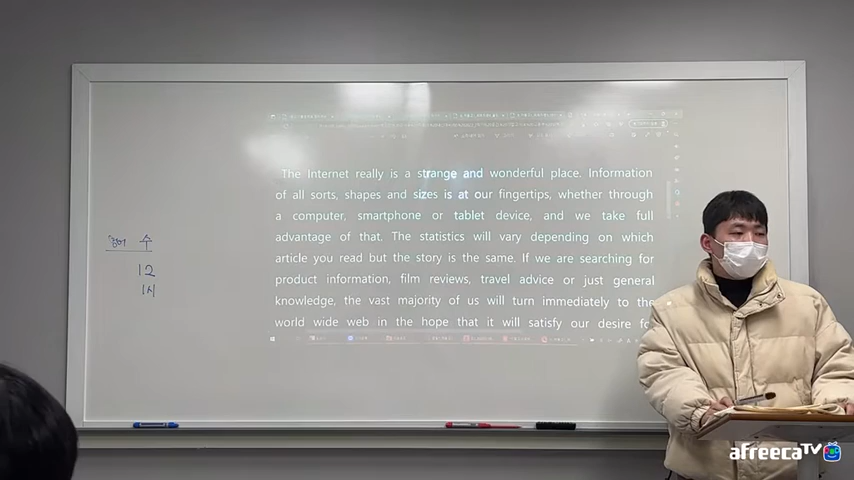 The Internet really is a strange and wonderful place. Information
of all sorts, shapes and sizes is at our fingertips, whether through
a computer, smartphone or tablet device, and we take full
advantage of that. The statistics will vary depending on which
article you read but the story is the same. If we are searching for
product information, film reviews, travel advice or just general
knowledge, the vast majority of us will turn immediately to the
world wide web in the hope that it will satisfy our desire fo
영어 수
12
1시
afreecaTV